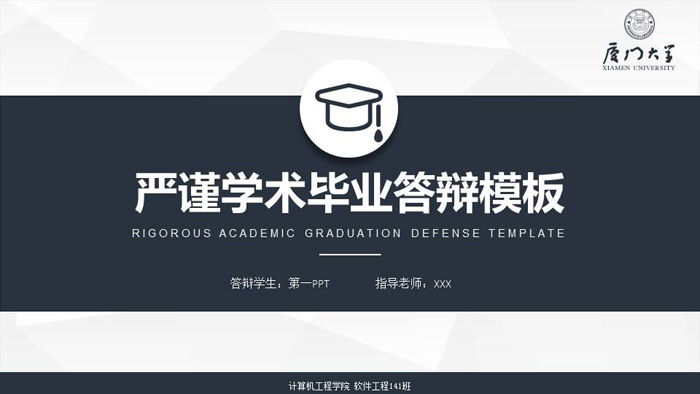 厦门大学
XIAMEN UNIVERSITY
严谨学术毕业答辩模板
RIGOROUS ACADEMIC GRADUATION DEFENSE TEMPLATE
答辩学生：第一PPT 指导老师：XXX
计算机工程学院 软件工程141班